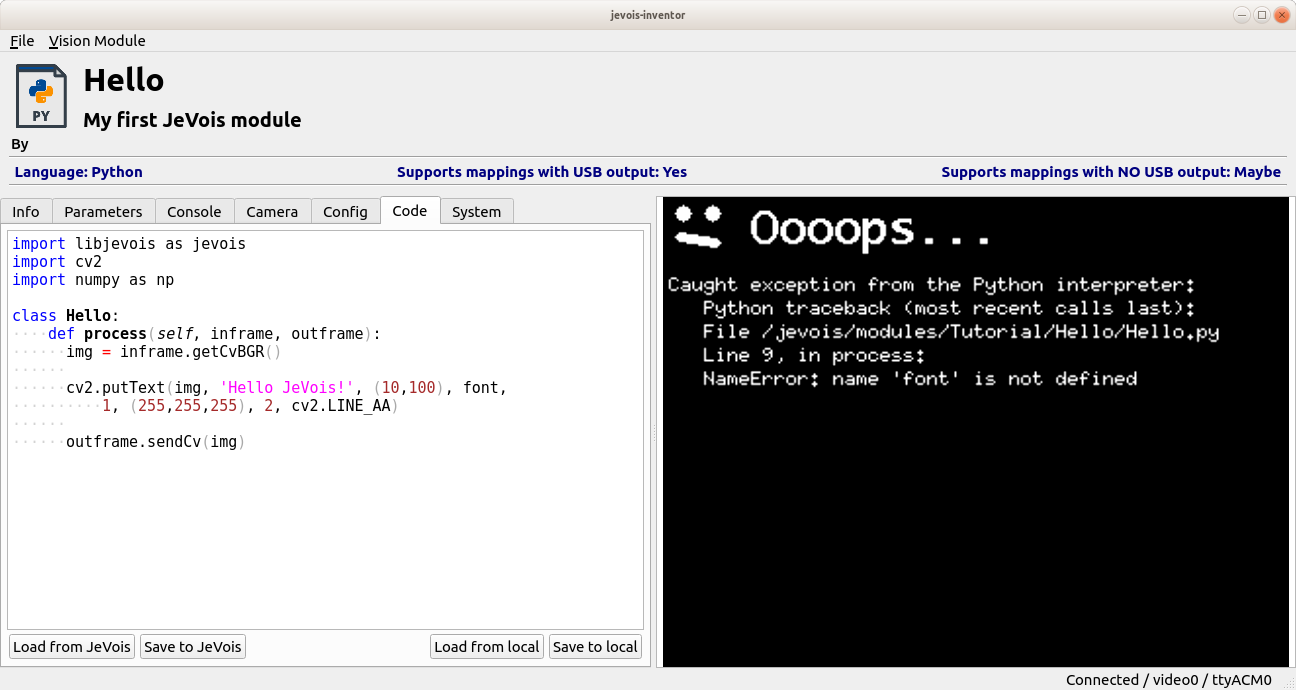 jevois-inventor
File Vision Module
PY
Hello
My first JeVois module
By
Language: Python Supports mappings with USB output: Yes Supports mappings with NO USB output: Maybe
Info Parameters Console Camera Config Code System
import libjevois as jevois
import cv2
import numpy as np
class Hello:
    def process(self, inframe, outframe):
      img = inframe.getCvBGR()
      cv2.putText(img, 'Hello JeVois!', (10,100), font,
          1, (255,255,255), 2, cv2.LINE_AA)
      outframe.sendCv(img)
Load from JeVois Save to JeVois Load from local Save to local
Oooops...
Caught exception from the Python interpreter:
   Python traceback (most recent calls last):
   File /jevois/modules/Tutorial/Hello/Hello.py
   Line 9, in process:
   NameError: name 'font' is not defined
Connected / video0 / ttyACM0